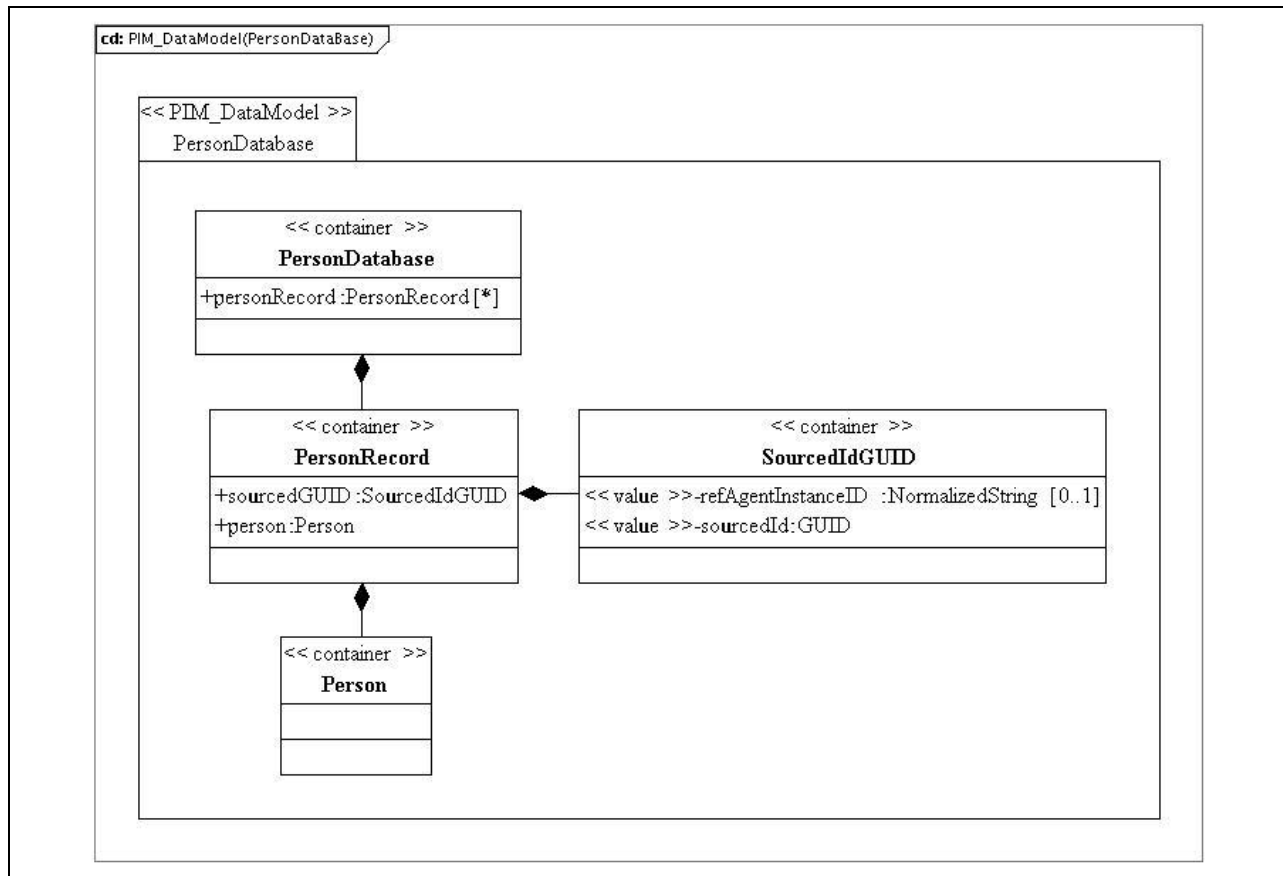 cd: PIM_DataModel(PersonDataBase)
<< PIM_DataModel >>
PersonDatabase
<< container >>
PersonDatabase
+personRecord:PersonRecord[*]
<< container >>
PersonRecord
+sourcedGUID:SourcedIdGUID
+person:Person
<< container >>
SourcedIdGUID
<< value >>-refAgentInstanceID :NormalizedString [0..1]
<< value >>-sourcedId:GUID
<< container >>
Person